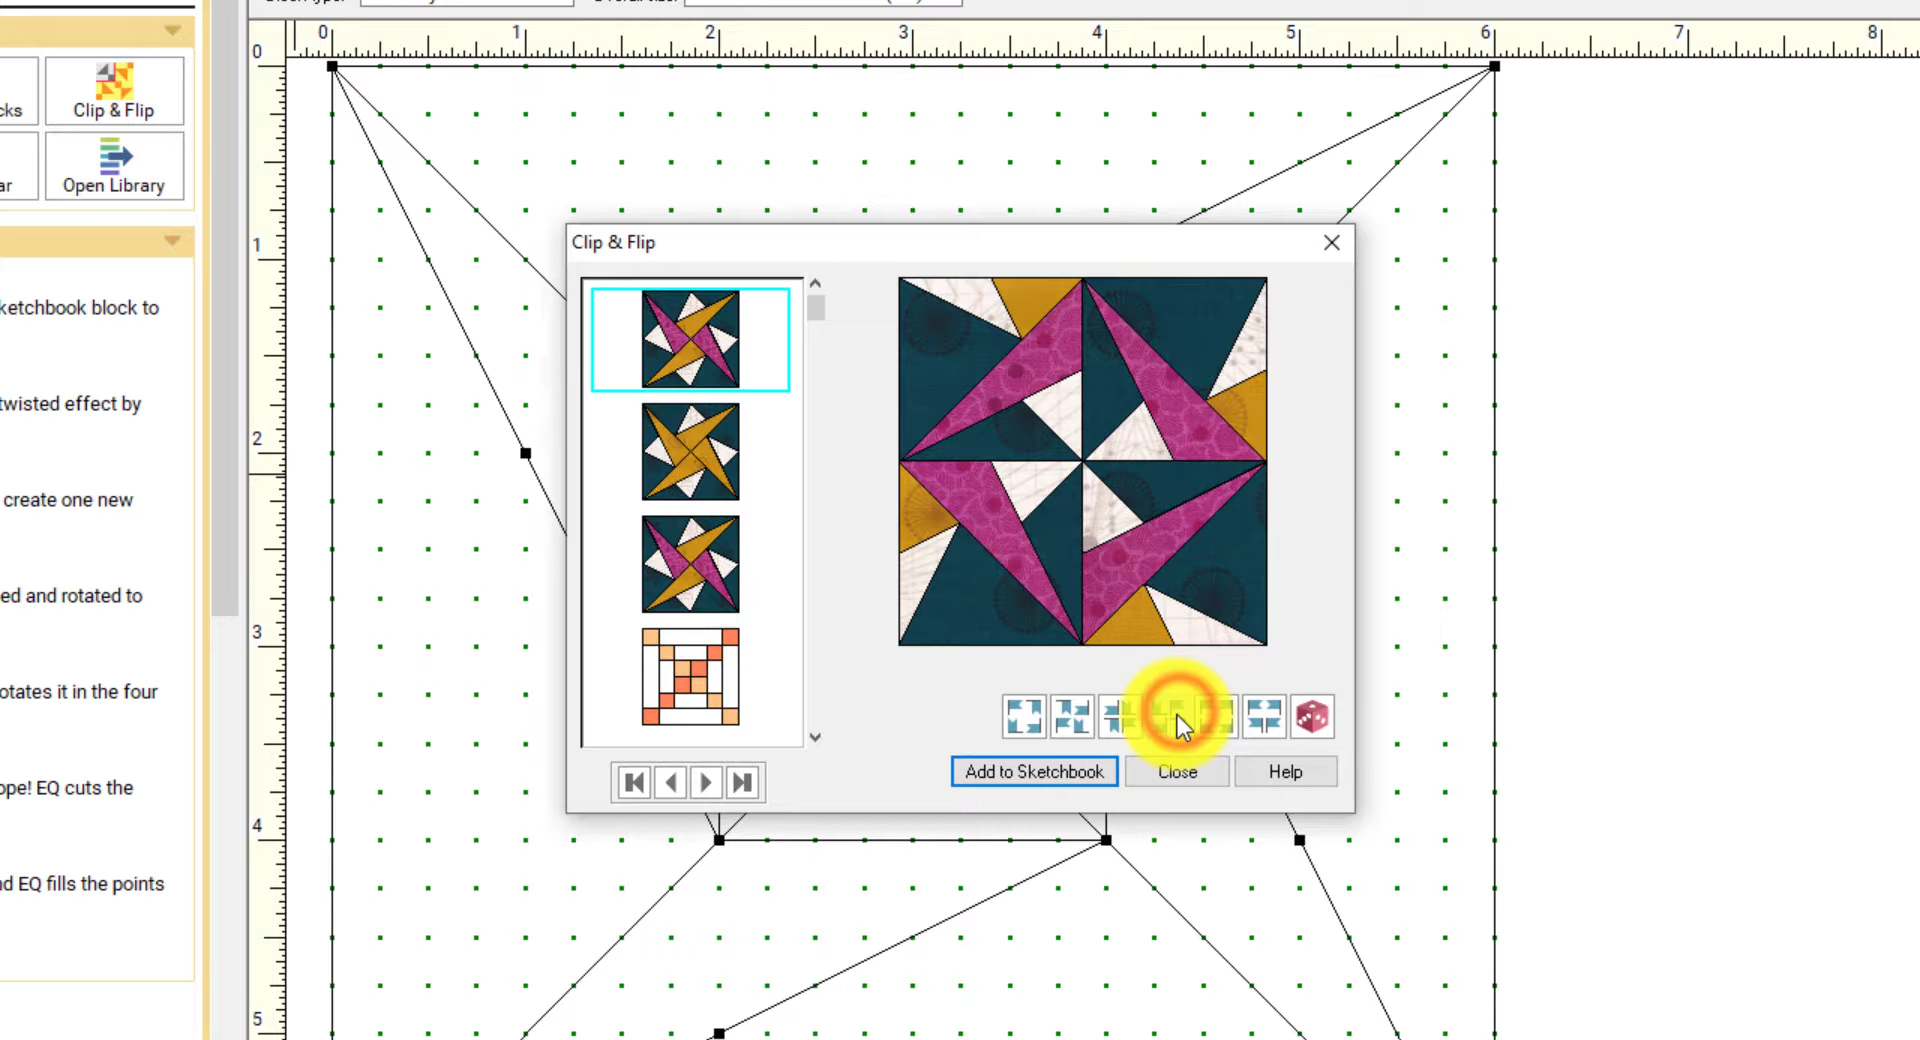 0 1 2 3 4 5 6 7 8
0
cks
Clip & Flip
ar
Open Library
1
Clip & Flip
ketchbook block to
twisted effect by
2
create one new
ed and rotated to
3
otates it in the four
Add to Sketchbook Close Help
ope! EQ cuts the
4
nd EQ fills the points
5